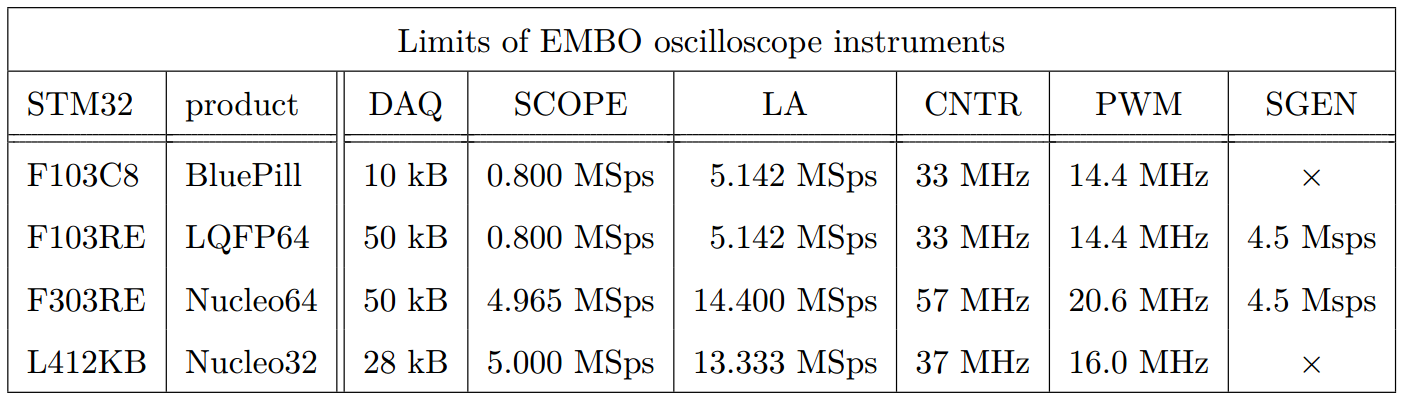 Limits of EMBO oscilloscope instruments
STM32 product DAQ SCOPE LA CNTR PWM SGEN
F103C8 BluePill 10 kB 0.800 MSps 5.142 MSps 33 MHz 14.4 MHz ×
F103RE LQFP64 50 kB 0.800 MSps 5.142 MSps 33 MHz 14.4 MHz 4.5 Msps
F303RE Nucleo64 50 kB 4.965 MSps 14.400 MSps 57 MHz 20.6 MHz 4.5 Msps
L412KB Nucleo32 28 kB 5.000 MSps 13.333 MSps 37 MHz 16.0 MHz ×